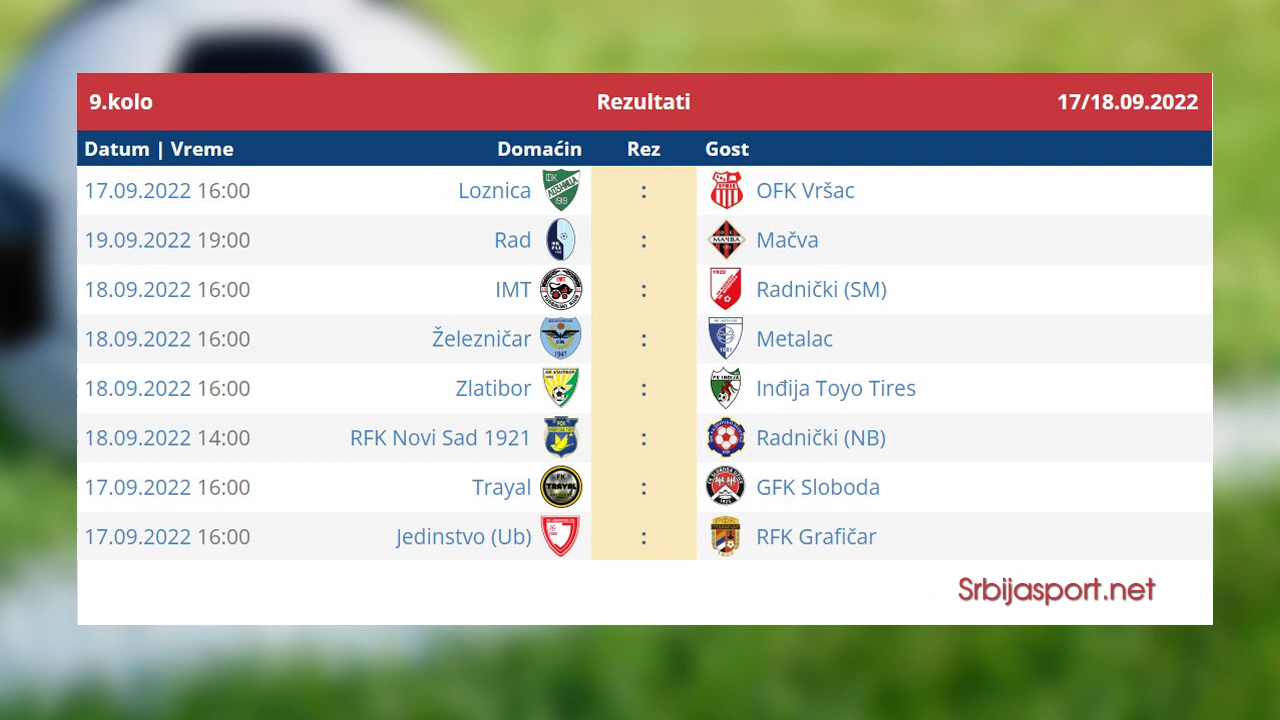 9.kolo Rezultati 17/18.09.2022
Datum | Vreme Domaćin Rez Gost
17.09.2022 16:00 Loznica : OFK Vršac
19.09.2022 19:00 Rad : Mačva
18.09.2022 16:00 IMT : Radnički (SM)
18.09.2022 16:00 Železničar : Metalac
18.09.2022 16:00 Zlatibor : Inđija Toyo Tires
18.09.2022 14:00 RFK Novi Sad 1921 : Radnički (NB)
17.09.2022 16:00 Trayal : GFK Sloboda
17.09.2022 16:00 Jedinstvo (Ub) : RFK Grafičar
Srbijasport.net